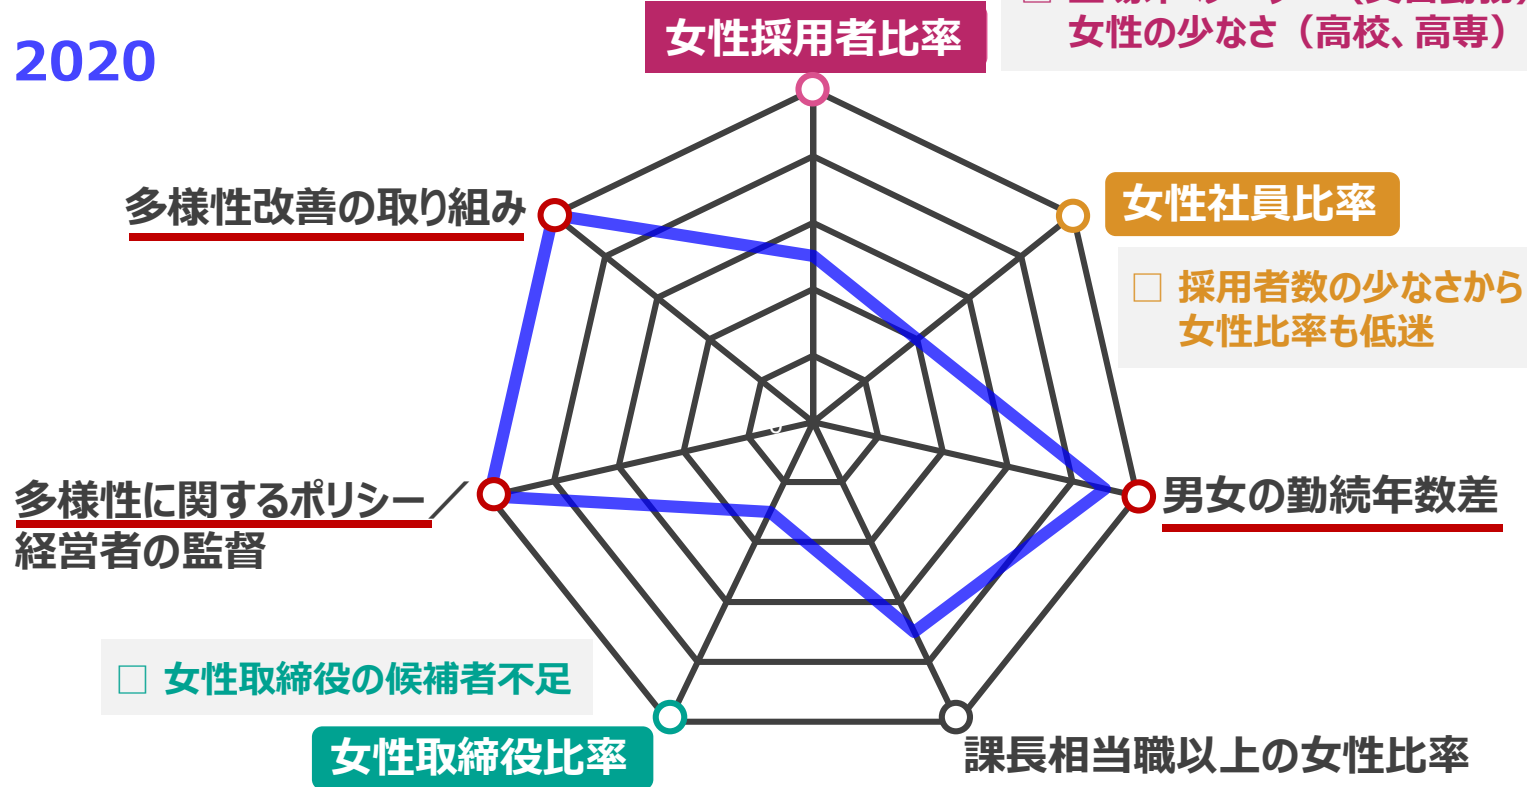 2020
女性採用者比率
女性の少なさ（高校、高専）
多様性改善の取り組み
女性社員比率
□ 採用者数の少なさから
女性比率も低迷
多様性に関するポリシー／
経営者の監督
男女の勤続年数差
□ 女性取締役の候補者不足
女性取締役比率
課長相当職以上の女性比率